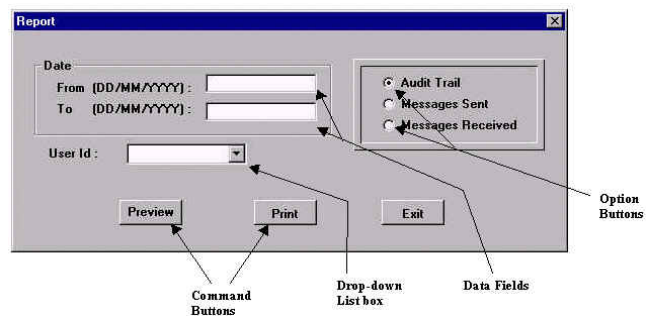 Report
Date
From (DD/MM/YYYY) :
To (DD/MM/YYYY) :
Audit Trail
Messages Sent
Messages Received
User Id :
Preview
Print
Exit
Option
Buttons
Command
Buttons
Drop-down
List box
Data Fields